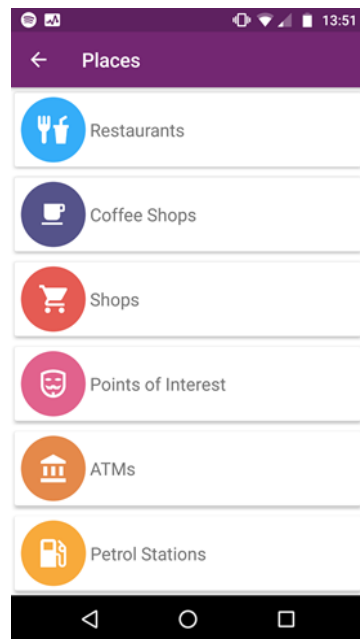 13:51
Places
Restaurants
Coffee Shops
Shops
Points of Interest
ATMs
Petrol Stations